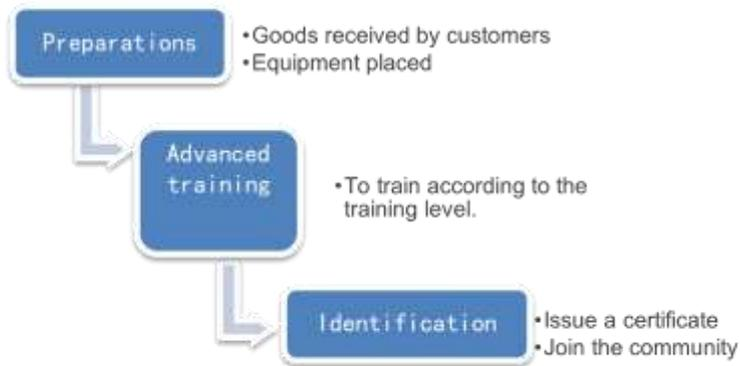 Preparations
•Goods received by customers
•Equipment placed
Advanced
training
•To train according to the
training level.
Identification
•Issue a certificate
•Join the community